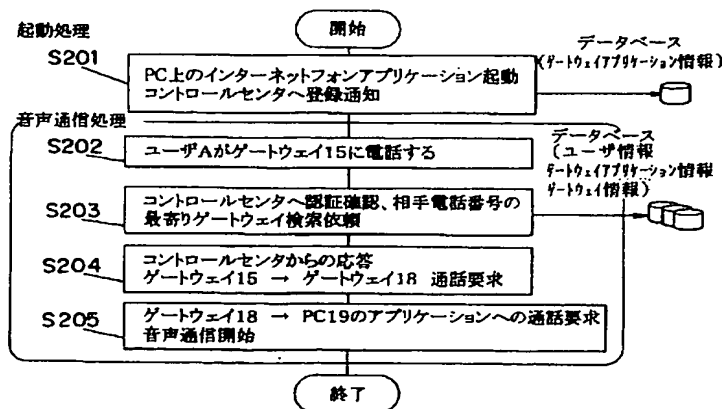 起動処理
開始
S201
PC上のインターネットフォンアプリケーション起動
コントロールセンタへ登録通知
データベース
(ゲートウェイアプリケーション情報)
音声通信処理
S202
ユーザAがゲートウェイ15に電話する
データベース
(ユーザ情報
ゲートウェイアプリケーション情報
ゲートウェイ情報)
S203
コントロールセンタへ認証確認、相手電話番号の
最寄りゲートウェイ検索依頼
S204
コントロールセンタからの応答
ゲートウェイ15 → ゲートウェイ18 通話要求
S205
ゲートウェイ18 → PC19のアプリケーションへの通話要求
音声通信開始
終了